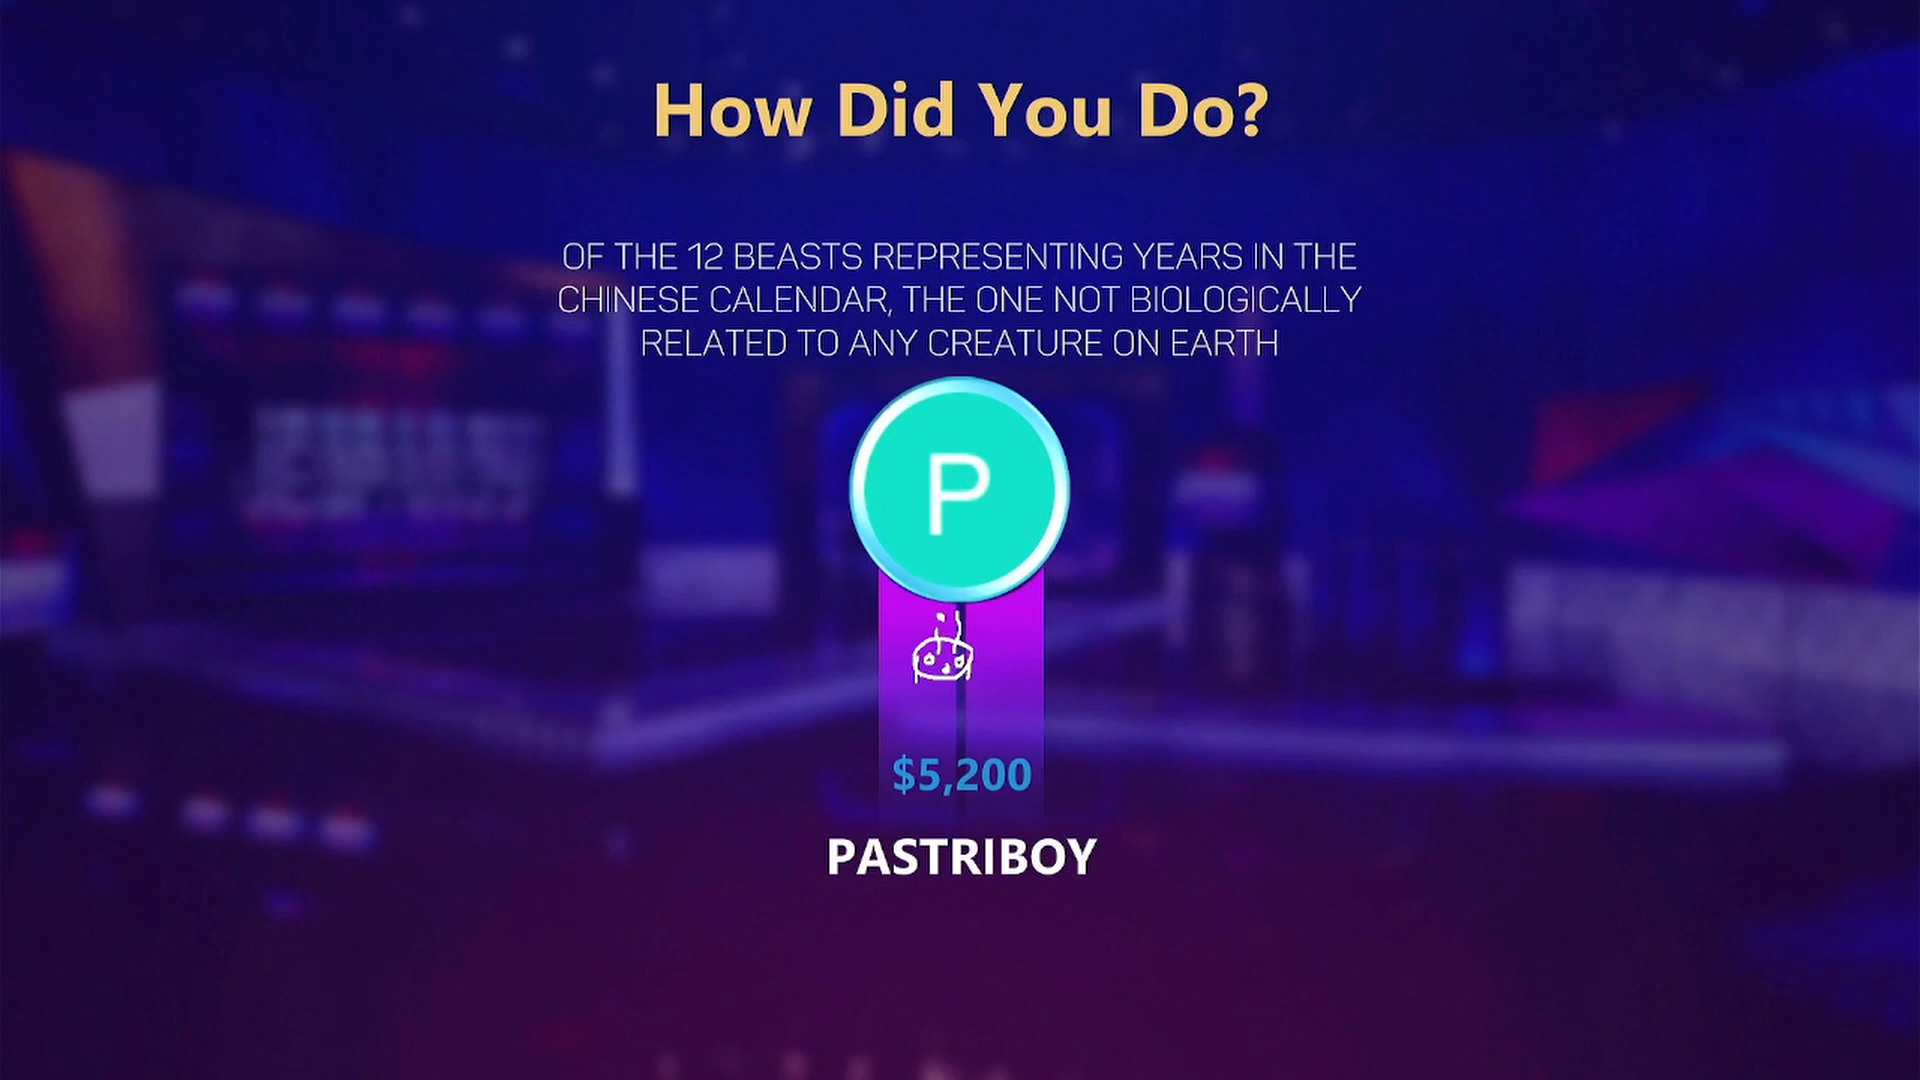 How Did You Do?
OF THE 12 BEASTS REPRESENTING YEARS IN THE
CHINESE CALENDAR, THE ONE NOT BIOLOGICALLY
RELATED TO ANY CREATURE ON EARTH
P
$5,200
PASTRIBOY